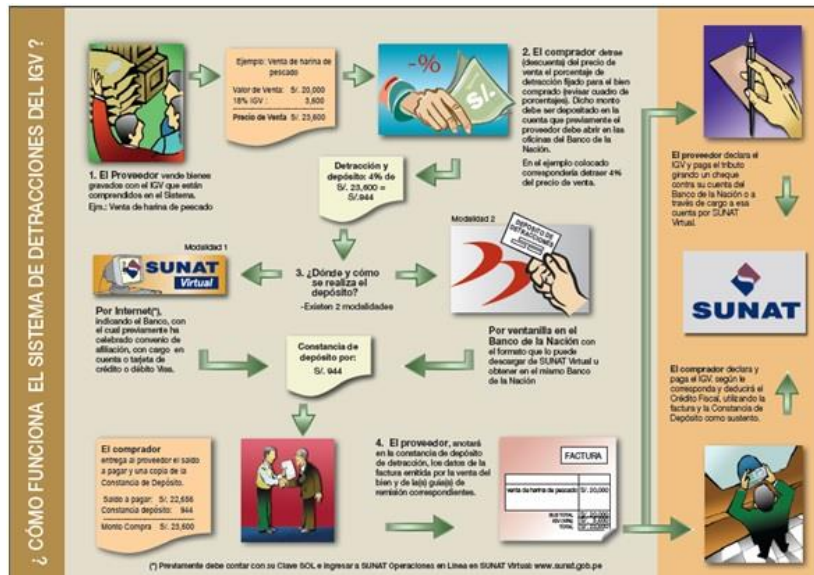 ¿ CÓMO FUNCIONA EL SISTEMA DE DETRACCIONES DEL IGV ?
1. El Proveedor vende bienes
gravados con el IGV que están
comprendidos en el Sistema.
Ejm.: Venta de harina de pescado
Ejemplo: Venta de harina de
pescado
Valor de Venta: S/. 20,000
18% IGV : 3,600
Precio de Venta S/. 23,600
-%
S/.
2. El comprador detrae
(descuenta) del precio de
venta el porcentaje de
detracción fijado para el bien
comprado (revisar cuadro de
porcentajes). Dicho monto
debe ser depositado en la
cuenta que previamente el
proveedor debe abrir en las
oficinas del Banco de la
Nación.
En el ejemplo colocado
correspondería detraer 4%
del precio de venta.
Detracción y
depósito: 4% de
S/. 23,600 =
S/.944
3. ¿Dónde y cómo
se realiza el
depósito?
-Existen 2 modalidades
Modalidad 1
SUNAT
Virtual
Por Internet(*),
indicando el Banco, con
el cual previamente ha
celebrado convenio de
afiliación, con cargo en
cuenta o tarjeta de
crédito o débito Visa.
Modalidad 2
DEPOSITO DE
DETRACCIONES
Por ventanilla en el
Banco de la Nación con
el formato que lo puede
descargar de SUNAT Virtual u
obtener en el mismo Banco
de la Nación
Constancia de
depósito por:
S/. 944
El comprador
entrega al proveedor el saldo
a pagar y una copia de la
Constancia de Depósito.
Saldo a pagar: S/. 22,656
Constancia depósito: 944
Monto Compra S/. 23,600
4. El proveedor, anotará
en la constancia de depósito
de detracción, los datos de la
factura emitida por la venta del
bien y de la(s) guía(s) de
remisión correspondientes.
FACTURA
venta de harina de pescado S/. 20,000
SUB TOTAL S/. 20,000
TOTAL
El proveedor declara el
IGV y paga el tributo
girando un cheque
contra su cuenta del
Banco de la Nación o a
través de cargo a esa
cuenta por SUNAT
Virtual.
SUNAT
El comprador declara y
paga el IGV, según le
corresponda y deducirá el
Crédito Fiscal, utilizando la
factura y la Constancia de
Depósito como sustento.
(*) Previamente debe contar con su Clave SOL e ingresar a SUNAT Operaciones en Línea en SUNAT Virtual: www.sunat.gob.pe